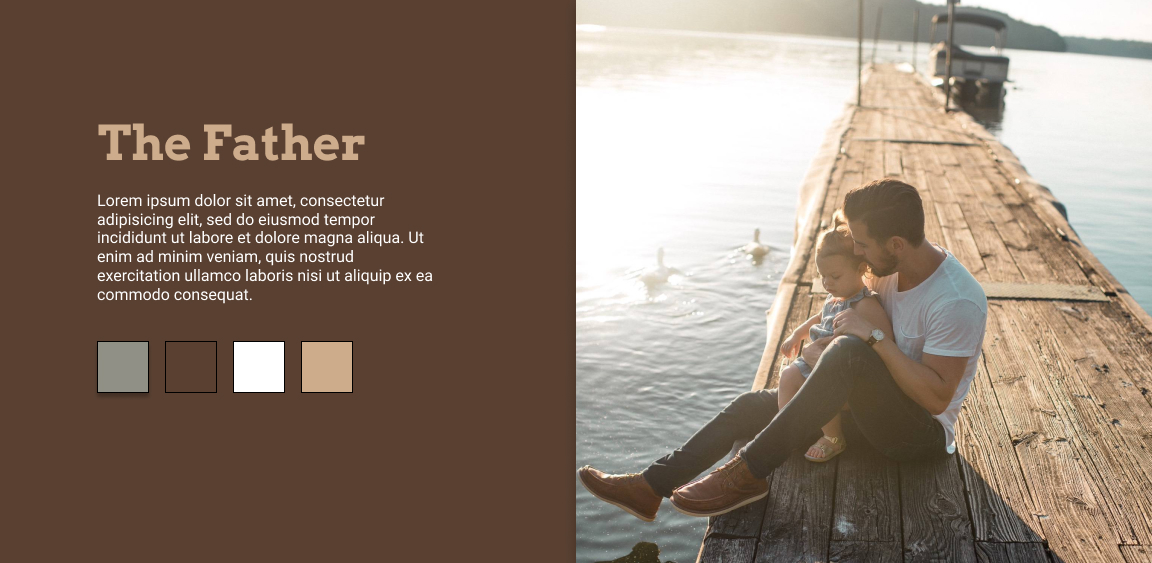 The Father
Lorem ipsum dolor sit amet, consectetur
adipisicing elit, sed do eiusmod tempor
incididunt ut labore et dolore magna aliqua. Ut
enim ad minim veniam, quis nostrud
exercitation ullamco laboris nisi ut aliquip ex ea
commodo consequat.